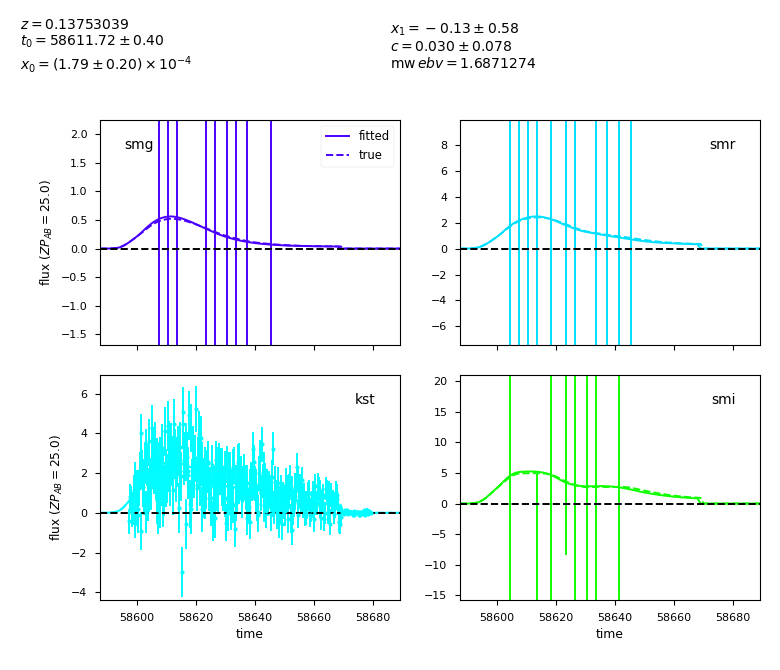 z = 0.13753039
t0 = 58611.72 ± 0.40
x0 = (1.79 ± 0.20) × 10^−4
x1 = −0.13 ± 0.58
c = 0.030 ± 0.078
mw ebv = 1.6871274
smg
fitted
true
2.0
1.5
1.0
0.5
0.0
−0.5
−1.0
−1.5
flux (ZPAB = 25.0)
smr
8
6
4
2
0
−2
−4
−6
kst
6
4
2
0
−2
−4
flux (ZPAB = 25.0)
58600 58620 58640 58660 58680
time
smi
20
15
10
5
0
−5
−10
−15
58600 58620 58640 58660 58680
time